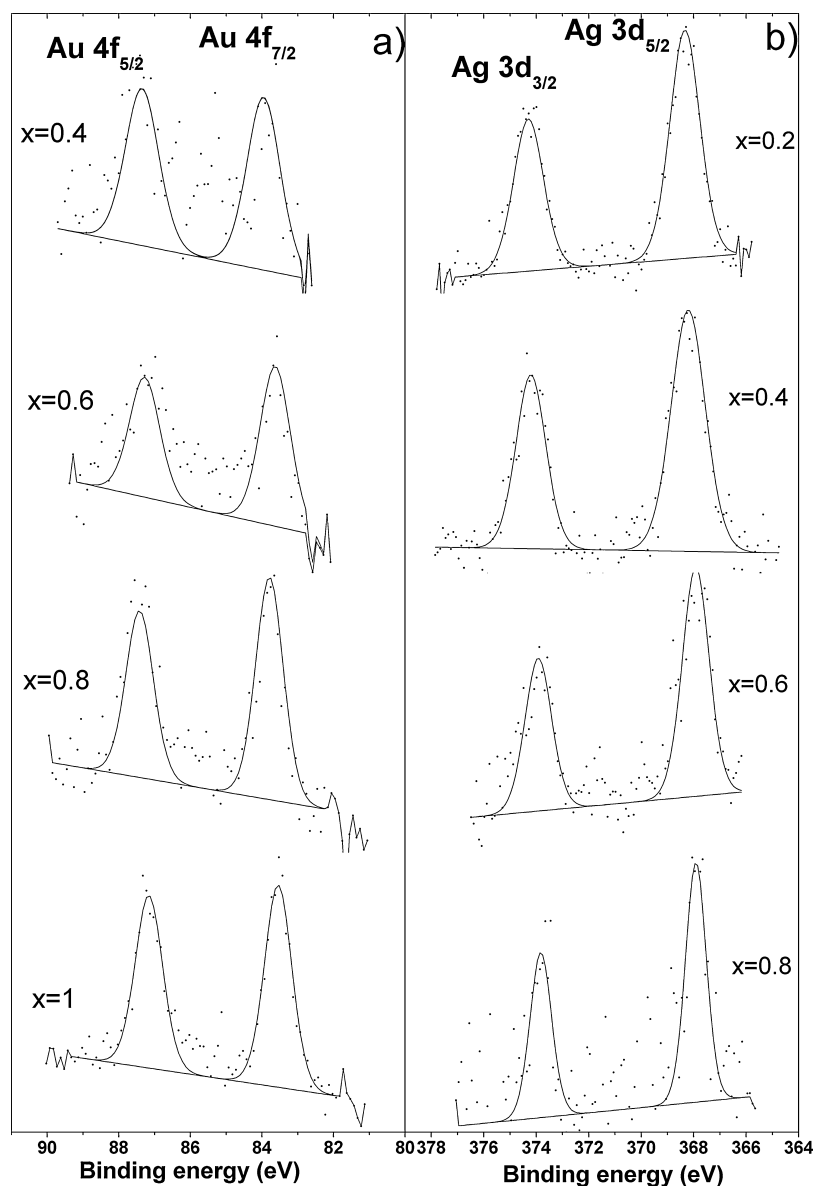 Au 4f5/2 Au 4f7/2 a)
x=0.4
x=0.6
x=0.8
x=1
90 88 86 84 82 80
Binding energy (eV)
Ag 3d3/2 Ag 3d5/2 b)
x=0.2
x=0.4
x=0.6
x=0.8
378 376 374 372 370 368 366 364
Binding energy (eV)